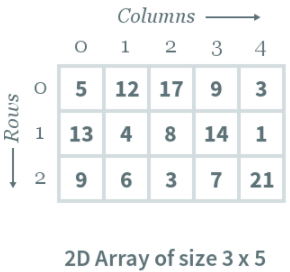 Columns
0 1 2 3 4
Rows
0 5 12 17 9 3
1 13 4 8 14 1
2 9 6 3 7 21
2D Array of size 3 x 5